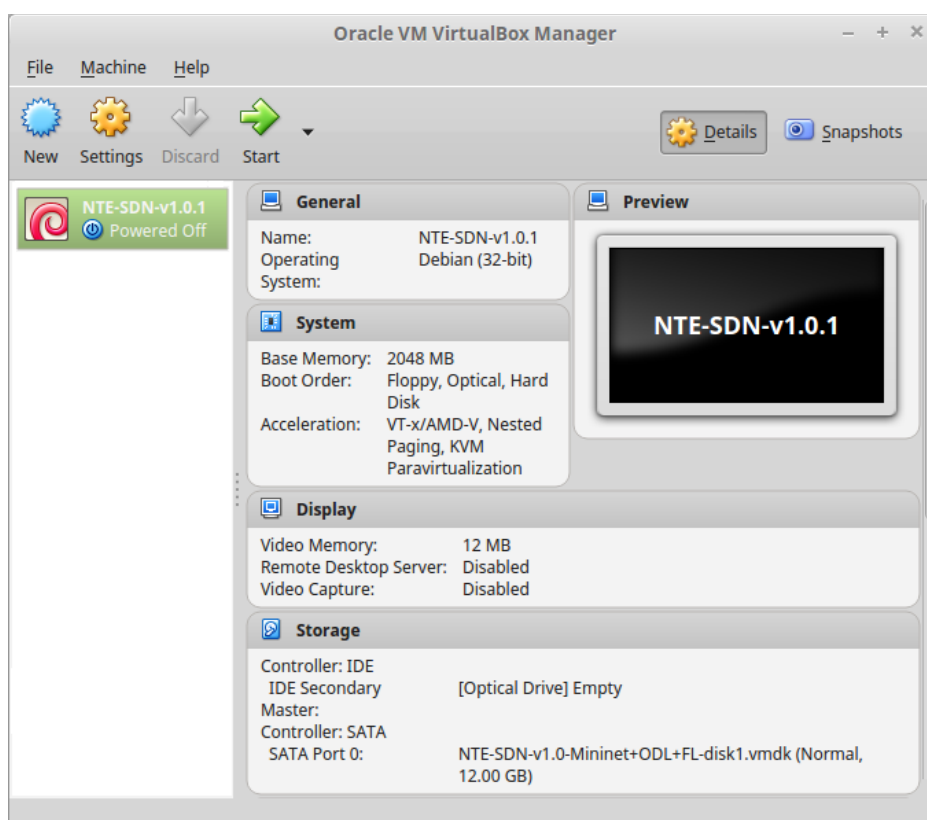 Oracle VM VirtualBox Manager
File Machine Help
New Settings Discard Start Details Snapshots
NTE-SDN-v1.0.1
Powered Off
General
Name: NTE-SDN-v1.0.1
Operating Debian (32-bit)
System:
System
Base Memory: 2048 MB
Boot Order: Floppy, Optical, Hard
Disk
Acceleration: VT-x/AMD-V, Nested
Paging, KVM
Paravirtualization
Preview
NTE-SDN-v1.0.1
Display
Video Memory: 12 MB
Remote Desktop Server: Disabled
Video Capture: Disabled
Storage
Controller: IDE
IDE Secondary [Optical Drive] Empty
Master:
Controller: SATA
SATA Port 0: NTE-SDN-v1.0-Mininet+ODL+FL-disk1.vmdk (Normal,
12.00 GB)